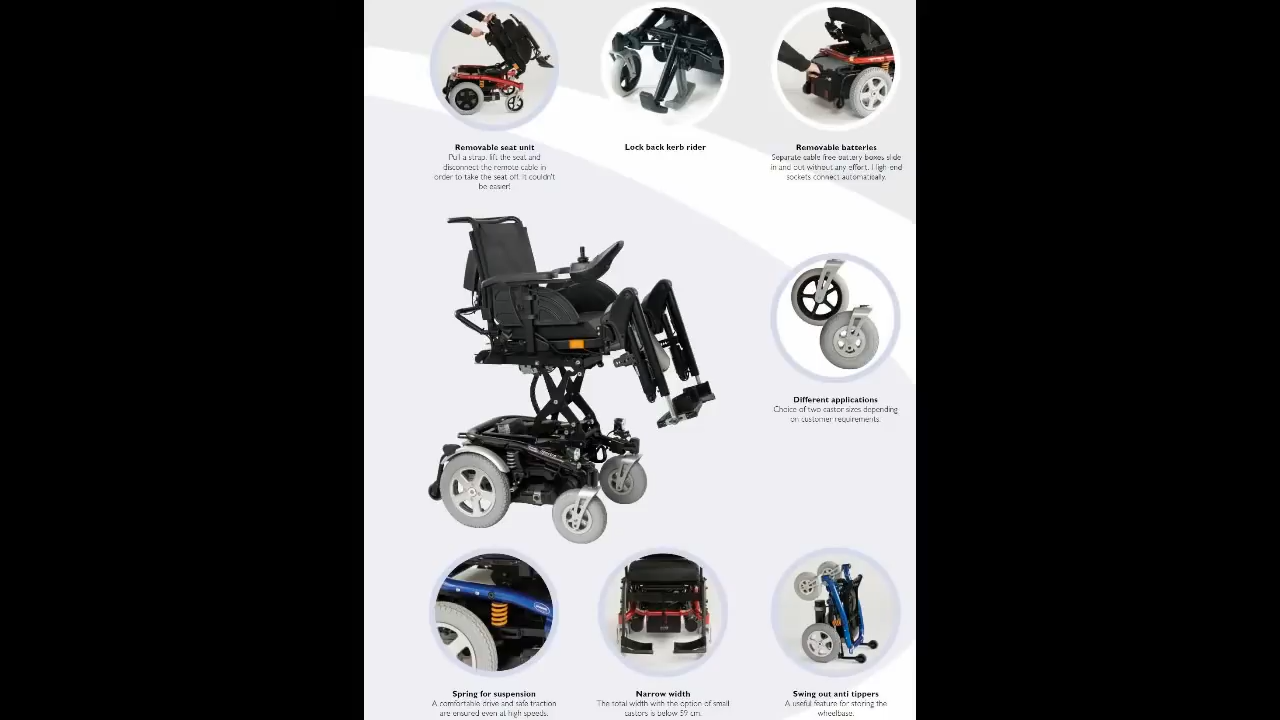 Removable seat unit
Pull a strap, lift the seat and
disconnect the remote cable in
order to take the seat off. It couldn't
be easier!
Lock back kerb rider
Removable batteries
Separate cable free battery boxes slide
in and out without any effort. High-end
sockets connect automatically.
Different applications
Choice of two castor sizes depending
on customer requirements.
Spring for suspension
A comfortable drive and safe traction
are ensured even at high speeds.
Narrow width
The total width with the option of small
castors is below 59 cm.
Swing out anti tippers
A useful feature for storing the
wheelbase.